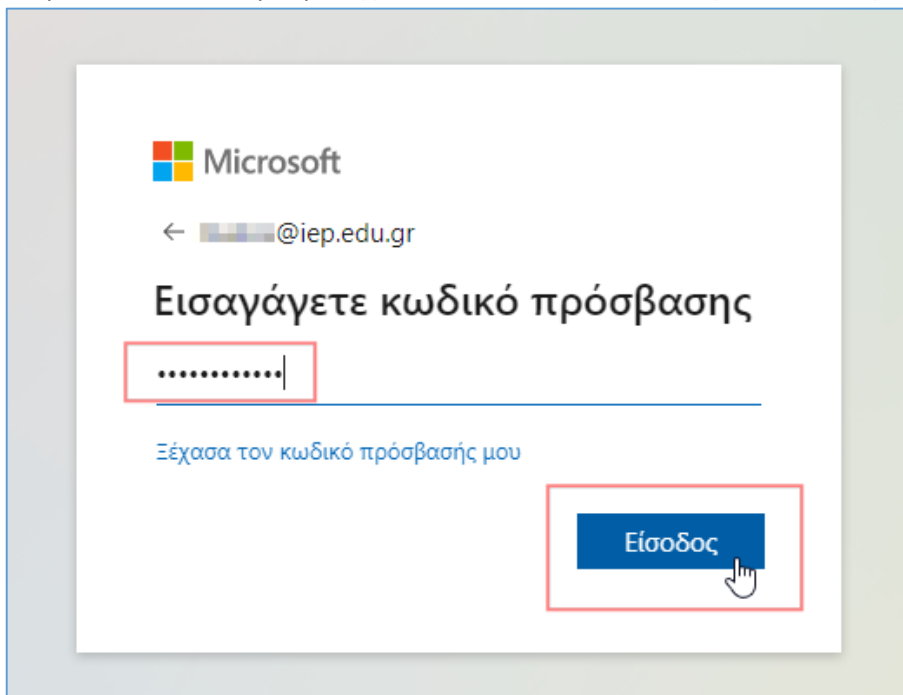 Microsoft
@iep.edu.gr
Εισαγάγετε κωδικό πρόσβασης
••••••••••••
Ξέχασα τον κωδικό πρόσβασής μου
Είσοδος